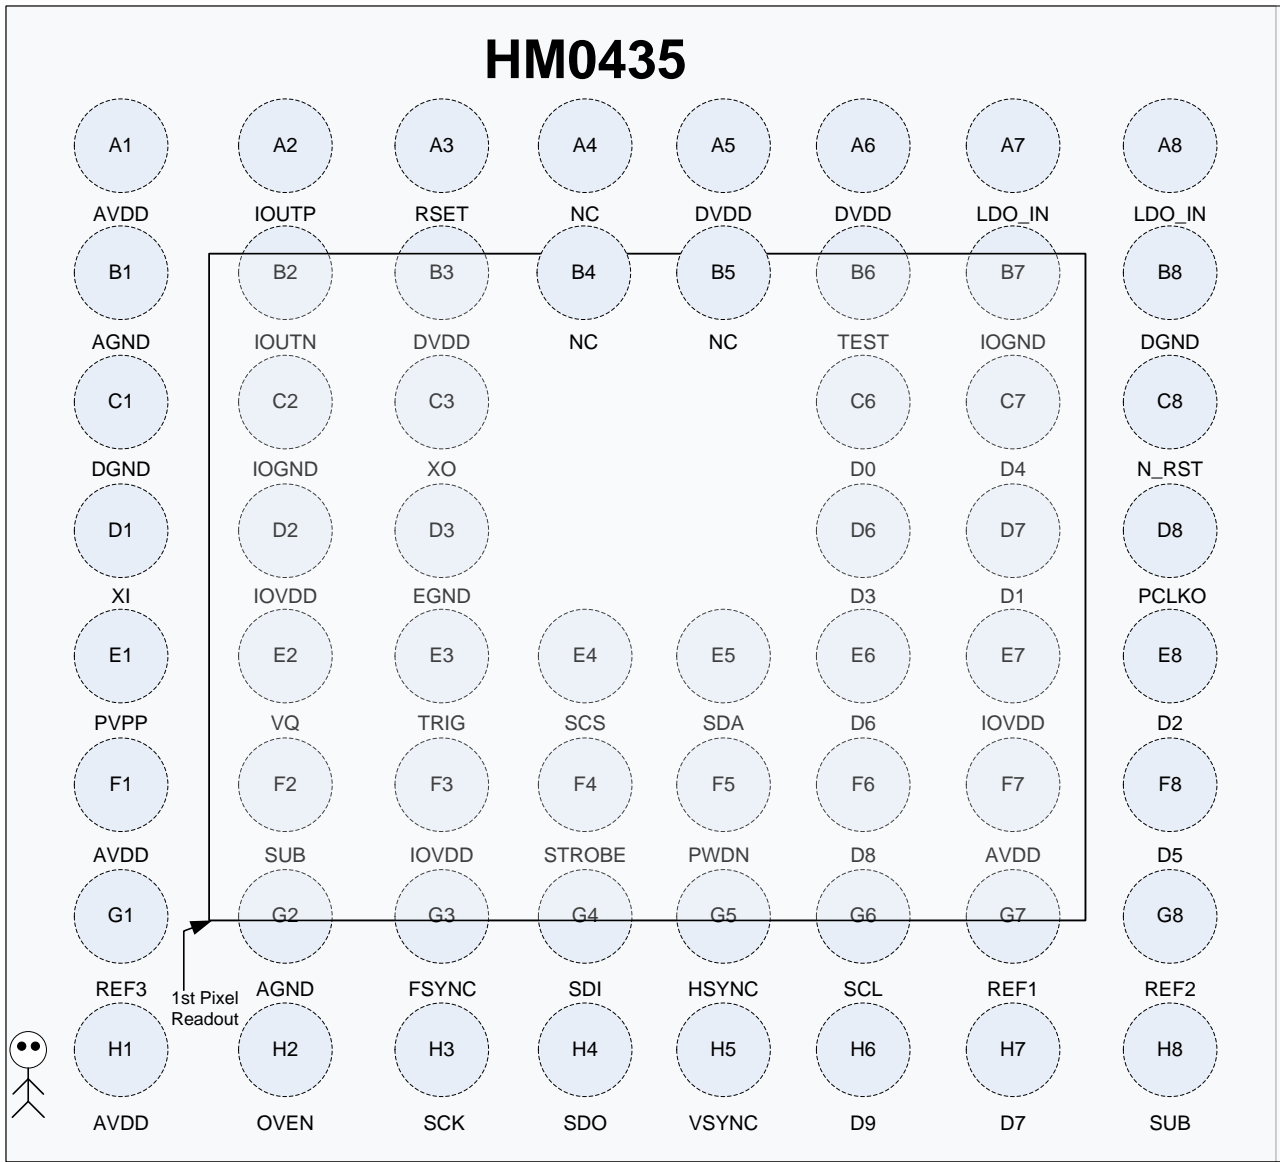 HM0435
A1 A2 A3 A4 A5 A6 A7 A8
AVDD IOUTP RSET NC DVDD DVDD LDO_IN LDO_IN
B1 B2 B3 B4 B5 B6 B7 B8
AGND IOUTN DVDD NC NC TEST IOGND DGND
C1 C2 C3 C6 C7 C8
DGND IOGND XO D0 D4 N_RST
D1 D2 D3 D6 D7 D8
XI IOVDD EGND D3 D1 PCLKO
E1 E2 E3 E4 E5 E6 E7 E8
PVPP VQ TRIG SCS SDA D6 IOVDD D2
F1 F2 F3 F4 F5 F6 F7 F8
AVDD SUB IOVDD STROBE PWDN D8 AVDD D5
G1 G2 G3 G4 G5 G6 G7 G8
REF3 AGND FSYNC SDI HSYNC SCL REF1 REF2
1st Pixel
Readout
H1 H2 H3 H4 H5 H6 H7 H8
AVDD OVEN SCK SDO VSYNC D9 D7 SUB